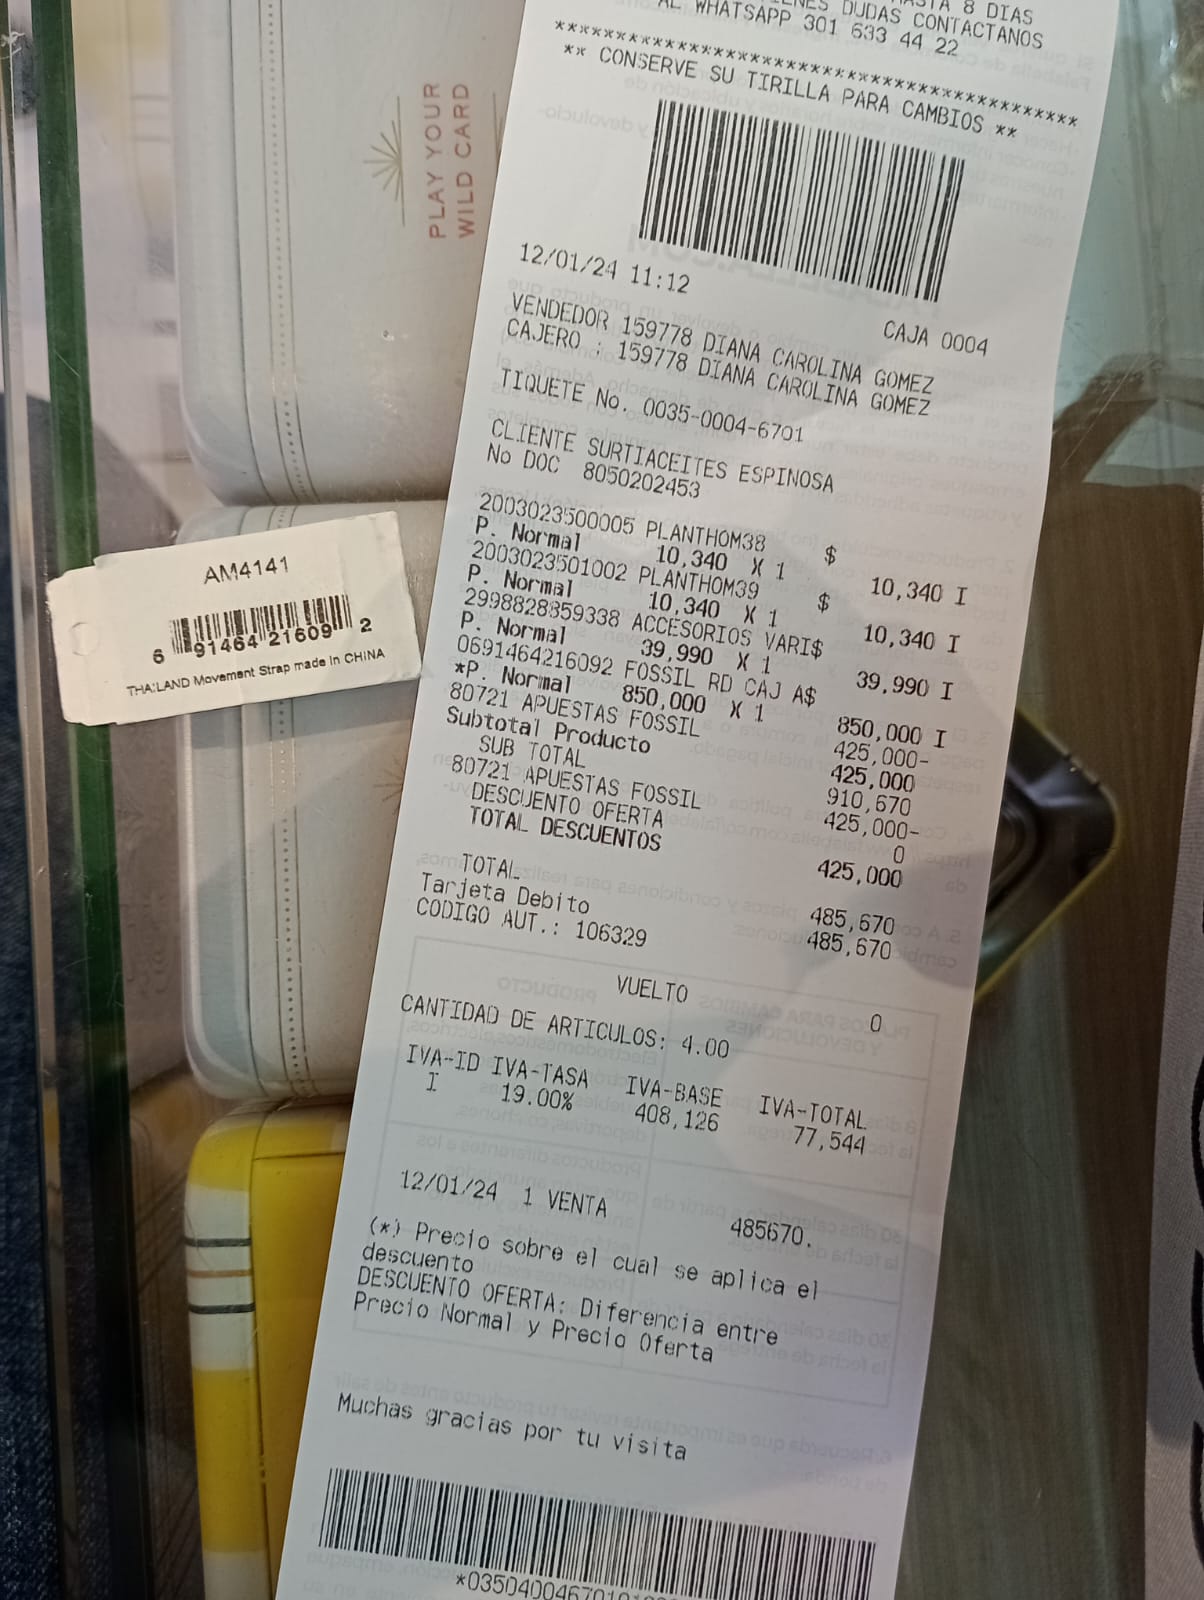 HASTA 8 DIAS
TIENES DUDAS CONTACTANOS
AL WHATSAPP 301 633 44 22
****************************************
** CONSERVE SU TIRILLA PARA CAMBIOS **
12/01/24 11:12
CAJA 0004
VENDEDOR 159778 DIANA CAROLINA GOMEZ
CAJERO : 159778 DIANA CAROLINA GOMEZ
TIQUETE No. 0035-0004-6701
CLIENTE SURTIACEITES ESPINOSA
No DOC 8050202453
2003023500005 PLANTHOM38 $ 10,340 I
P. Normal 10,340 X 1
2003023501002 PLANTHOM39 $ 10,340 I
P. Normal 10,340 X 1
2998828859338 ACCESORIOS VARI$ 39,990 I
P. Normal 39,990 X 1
0691464216092 FOSSIL RD CAJ A$ 850,000 I
*P. Normal 850,000 X 1
80721 APUESTAS FOSSIL 425,000-
Subtotal Producto 425,000
SUB TOTAL 910,670
80721 APUESTAS FOSSIL 425,000-
DESCUENTO OFERTA 0
TOTAL DESCUENTOS 425,000
TOTAL 485,670
Tarjeta Debito 485,670
CODIGO AUT.: 106329
VUELTO 0
CANTIDAD DE ARTICULOS: 4.00
IVA-ID IVA-TASA IVA-BASE IVA-TOTAL
I 19.00% 408,126 77,544
12/01/24 1 VENTA 485670.
(*) Precio sobre el cual se aplica el
descuento
DESCUENTO OFERTA: Diferencia entre
Precio Normal y Precio Oferta
Muchas gracias por tu visita
PLAY YOUR
WILD CARD
AM4141
6 91464 21609 2
THAILAND Movement Strap made in CHINA